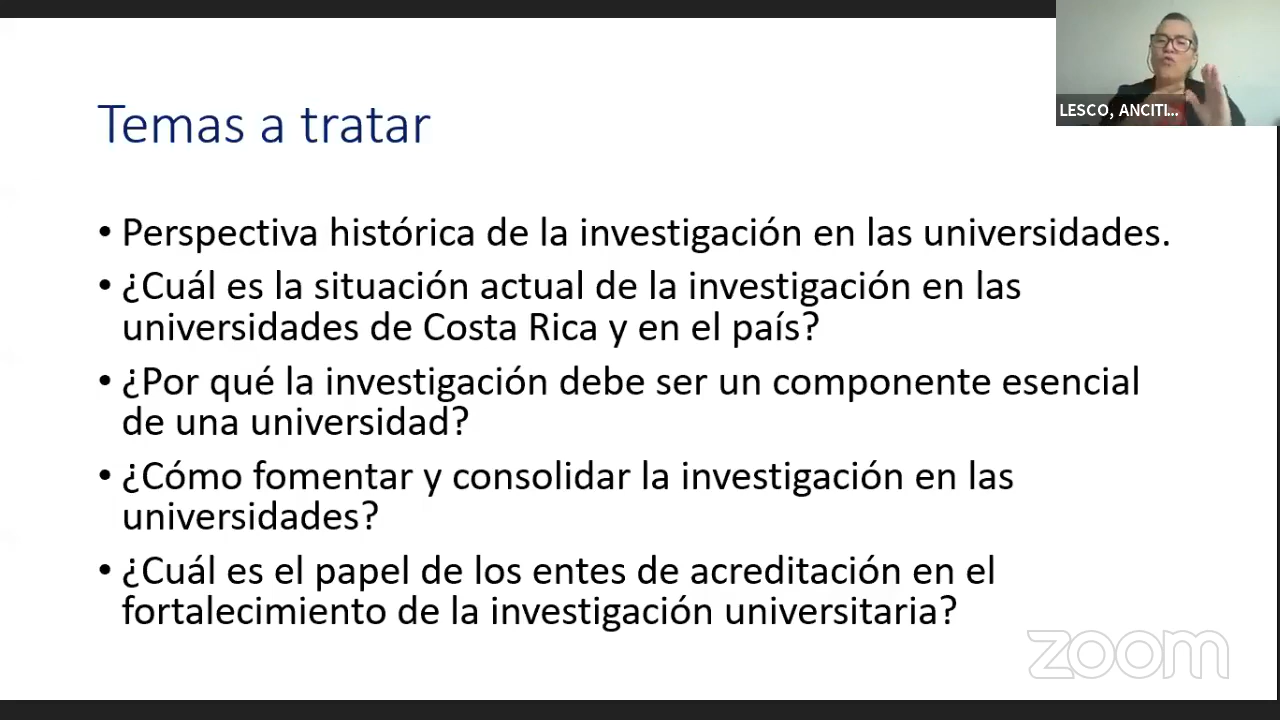 LESCO, ANCITI...
Temas a tratar
• Perspectiva histórica de la investigación en las universidades.
• ¿Cuál es la situación actual de la investigación en las
universidades de Costa Rica y en el país?
• ¿Por qué la investigación debe ser un componente esencial
de una universidad?
• ¿Cómo fomentar y consolidar la investigación en las
universidades?
• ¿Cuál es el papel de los entes de acreditación en el
fortalecimiento de la investigación universitaria?
zoom